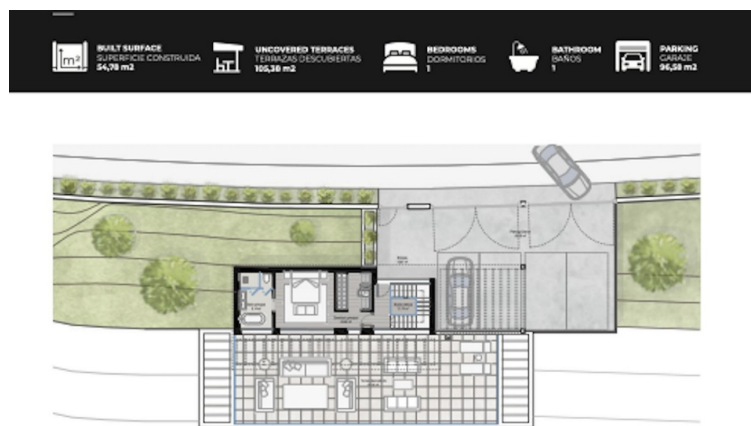 m²
BUILT SURFACE
SUPERFICIE CONSTRUIDA
54,78 m2
UNCOVERED TERRACES
TERRAZAS DESCUBIERTAS
105,38 m2
BEDROOMS
DORMITORIOS
1
BATHROOM
BAÑOS
1
PARKING
GARAJE
96,58 m2